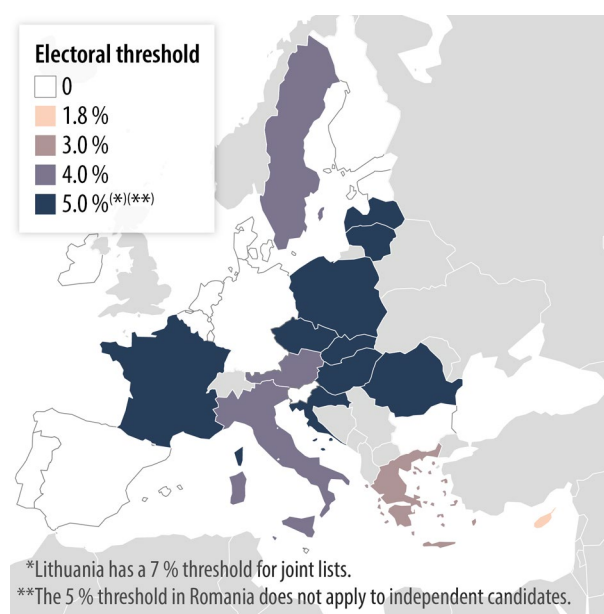 Electoral threshold
0
1.8 %
3.0 %
4.0 %
5.0 %(*)(**)
*Lithuania has a 7 % threshold for joint lists.
**The 5 % threshold in Romania does not apply to independent candidates.